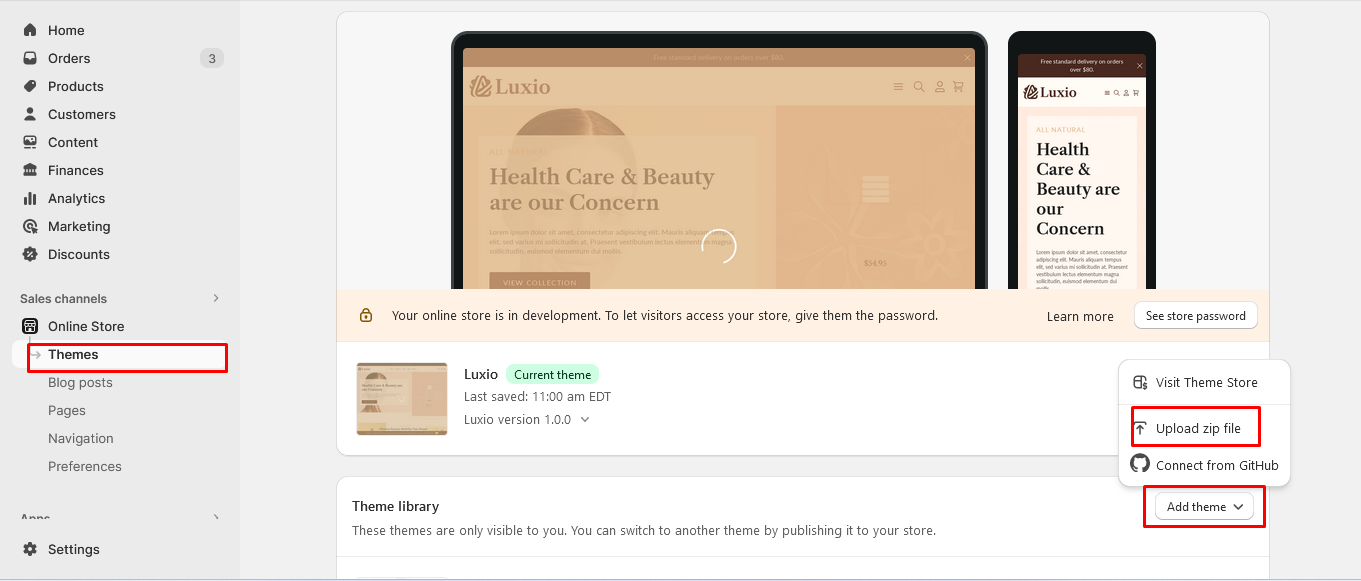 Home
Orders 3
Products
Customers
Content
Finances
Analytics
Marketing
Discounts
Sales channels
Online Store
Themes
Blog posts
Pages
Navigation
Preferences
Apps
Settings
Free standard delivery on orders over $80.
Luxio
ALL NATURAL
Health Care & Beauty
are our Concern
Lorem ipsum dolor sit amet, consectetur adipiscing elit. Mauris aliquam tempus
elit, sed varius mi sollicitudin at. Praesent vestibulum lectus elementum magna
sollicitudin, euismod elementum diam mollis.
VIEW COLLECTION
$54.95
Free standard delivery on orders
over $80.
Luxio
ALL NATURAL
Health
Care &
Beauty are
our
Concern
Lorem ipsum dolor sit amet, consectetur
adipiscing elit. Mauris aliquam tempus
elit, sed varius mi sollicitudin at.
Praesent vestibulum lectus elementum
magna sollicitudin, euismod elementum
diam mollis.
Your online store is in development. To let visitors access your store, give them the password.
Learn more
See store password
Luxio Current theme
Last saved: 11:00 am EDT
Luxio version 1.0.0
Visit Theme Store
Upload zip file
Connect from GitHub
Theme library
Add theme
These themes are only visible to you. You can switch to another theme by publishing it to your store.